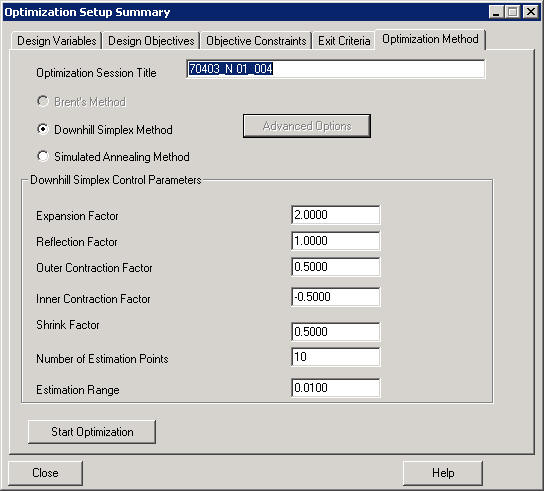 Optimization Setup Summary
Design Variables Design Objectives Objective Constraints Exit Criteria Optimization Method
Optimization Session Title 70403_N 01_004
Brent's Method
Downhill Simplex Method Advanced Options
Simulated Annealing Method
Downhill Simplex Control Parameters
Expansion Factor 2.0000
Reflection Factor 1.0000
Outer Contraction Factor 0.5000
Inner Contraction Factor -0.5000
Shrink Factor 0.5000
Number of Estimation Points 10
Estimation Range 0.0100
Start Optimization
Close Help